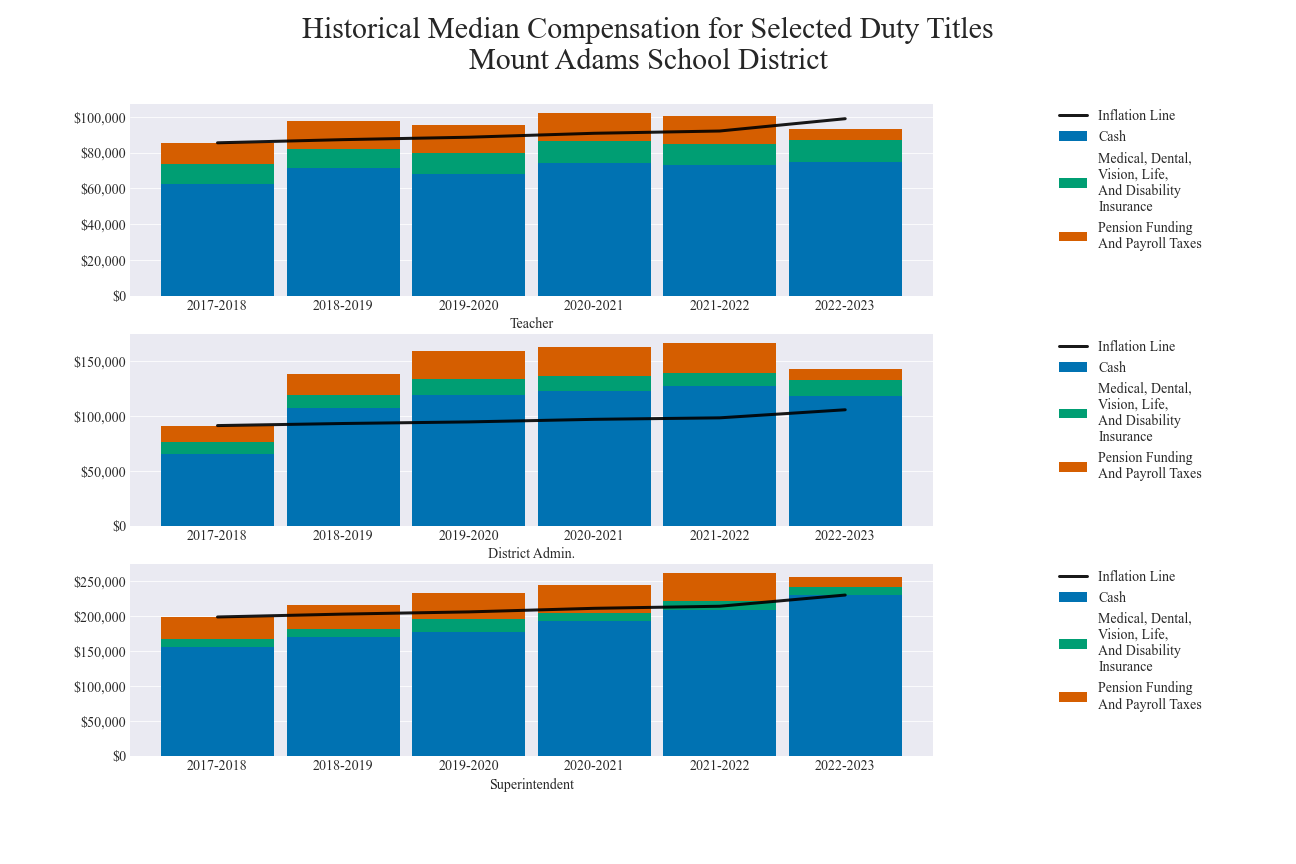 Historical Median Compensation for Selected Duty Titles
Mount Adams School District
$100,000
$80,000
$60,000
$40,000
$20,000
$0
2017-2018 2018-2019 2019-2020 2020-2021 2021-2022 2022-2023
Teacher
Inflation Line
Cash
Medical, Dental,
Vision, Life,
And Disability
Insurance
Pension Funding
And Payroll Taxes
$150,000
$100,000
$50,000
$0
2017-2018 2018-2019 2019-2020 2020-2021 2021-2022 2022-2023
District Admin.
Inflation Line
Cash
Medical, Dental,
Vision, Life,
And Disability
Insurance
Pension Funding
And Payroll Taxes
$250,000
$200,000
$150,000
$100,000
$50,000
$0
2017-2018 2018-2019 2019-2020 2020-2021 2021-2022 2022-2023
Superintendent
Inflation Line
Cash
Medical, Dental,
Vision, Life,
And Disability
Insurance
Pension Funding
And Payroll Taxes